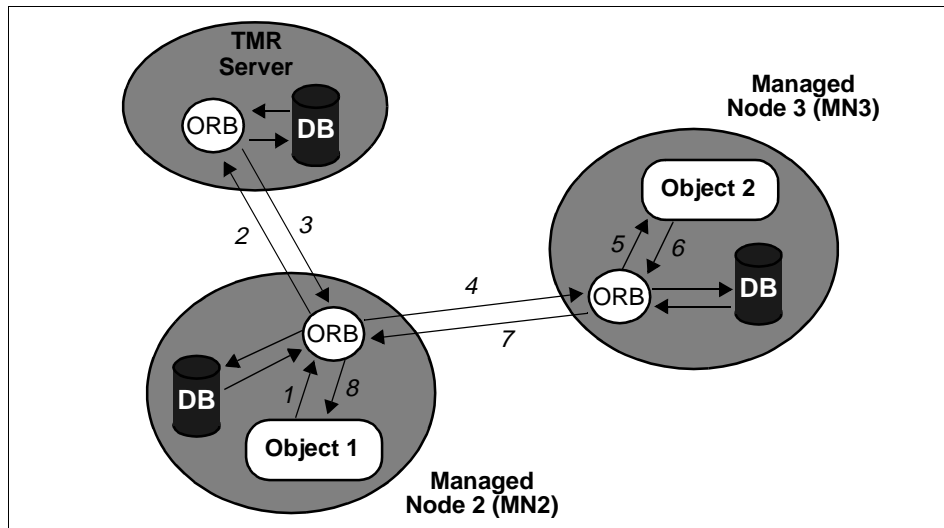 TMR
Server
ORB
DB
Managed
Node 3 (MN3)
Object 2
2
3
5
6
4
ORB
DB
ORB
7
DB
1
8
Object 1
Managed
Node 2 (MN2)